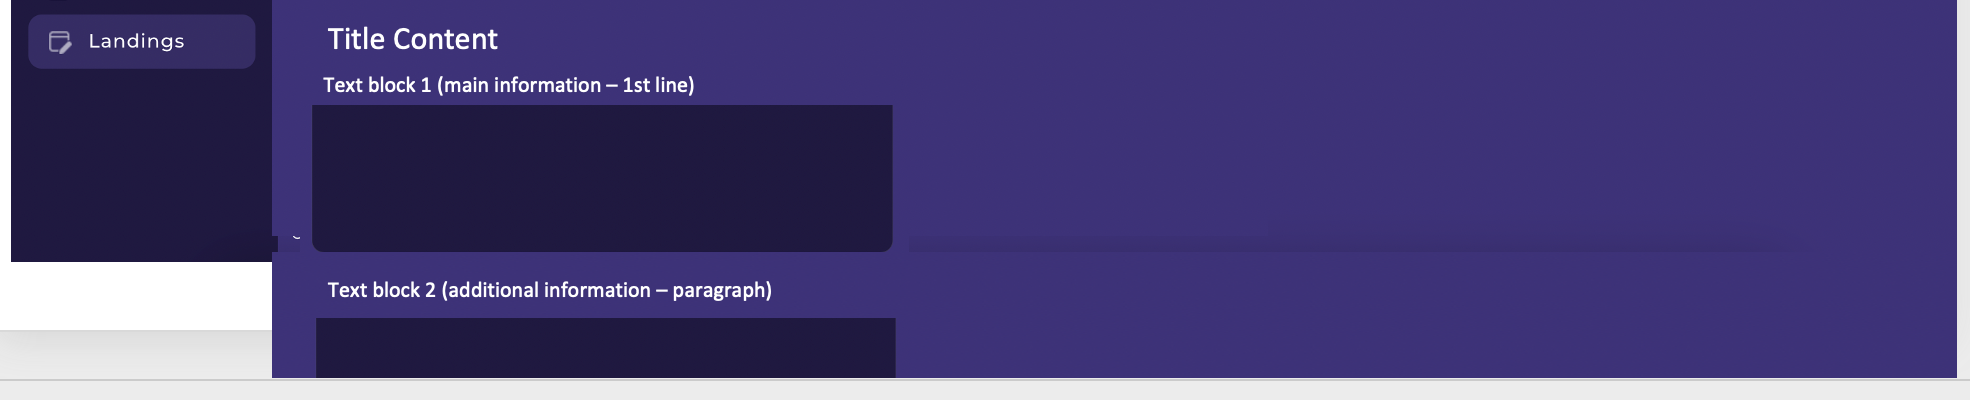 Landings
Title Content
Text block 1 (main information – 1st line)
Text block 2 (additional information – paragraph)